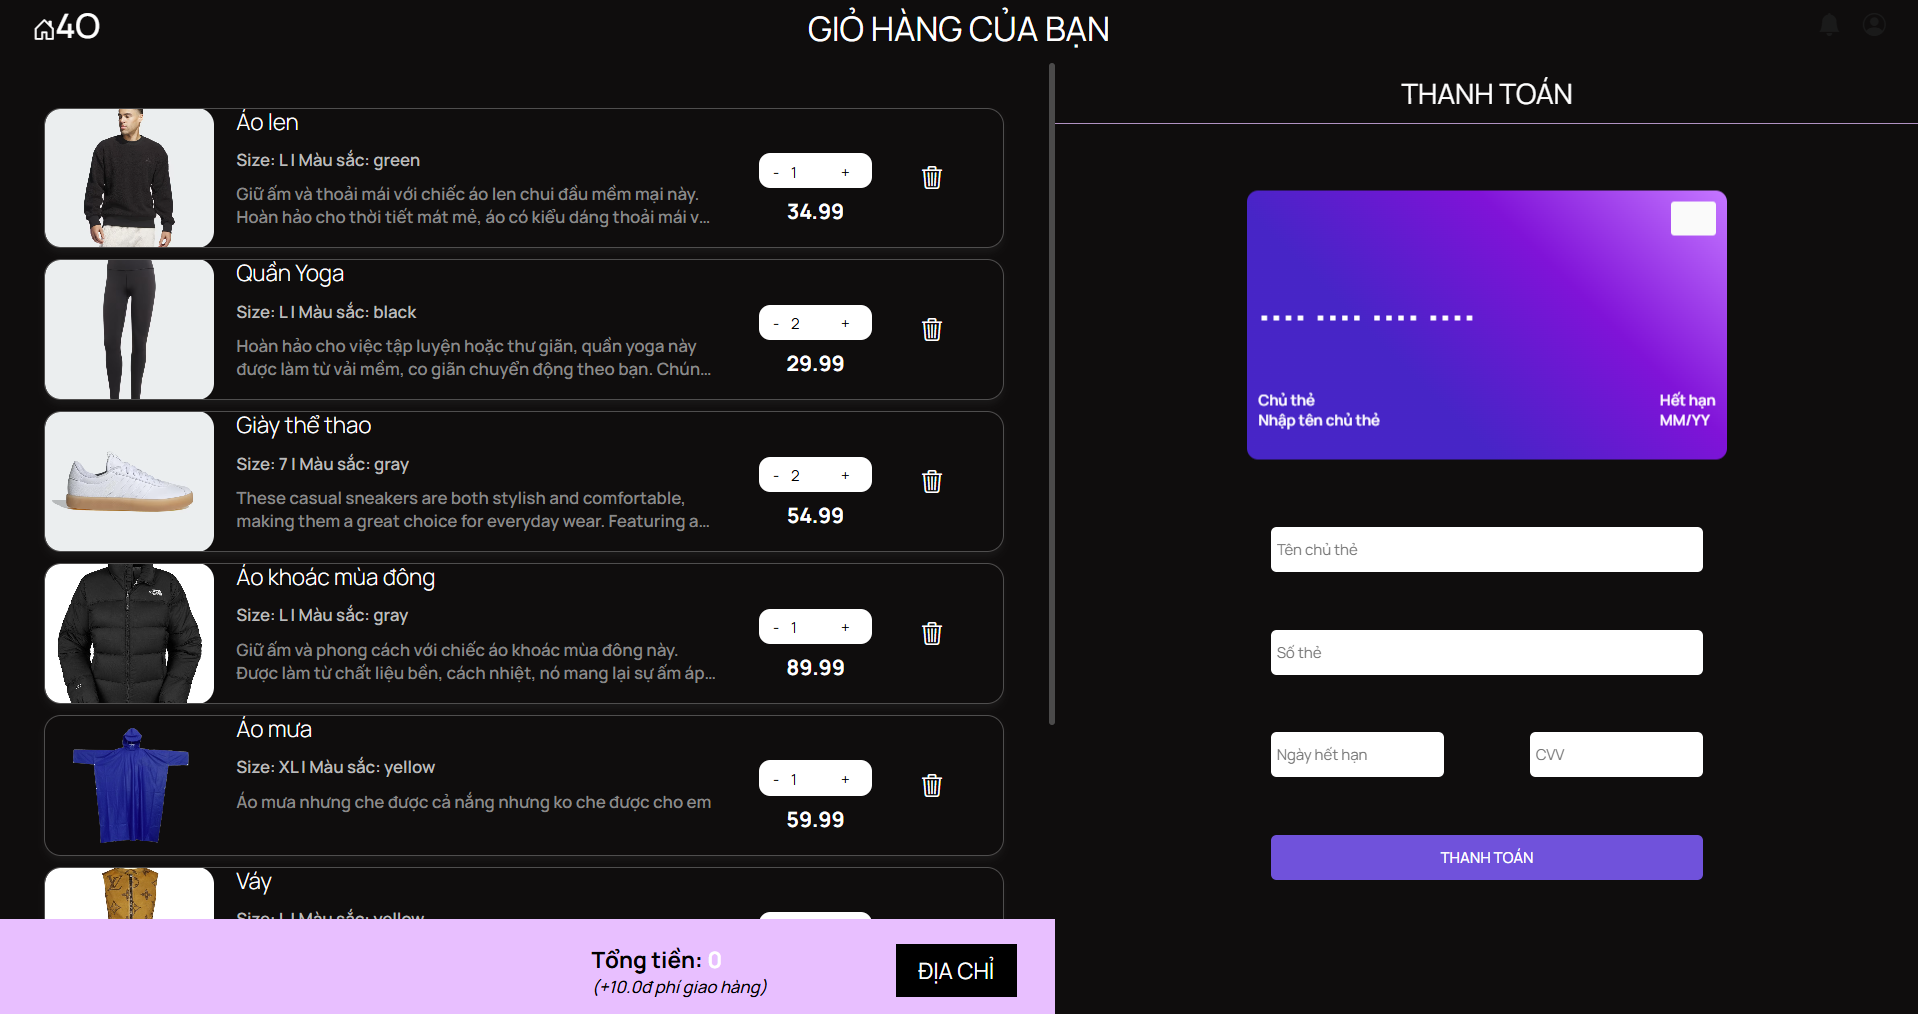 4O
GIỎ HÀNG CỦA BẠN
Áo len
Size: L | Màu sắc: green
Giữ ấm và thoải mái với chiếc áo len chui đầu mềm mại này.
Hoàn hảo cho thời tiết mát mẻ, áo có kiểu dáng thoải mái v...
- 1 +
34.99
Quần Yoga
Size: L | Màu sắc: black
Hoàn hảo cho việc tập luyện hoặc thư giãn, quần yoga này
được làm từ vải mềm, co giãn chuyển động theo bạn. Chún...
- 2 +
29.99
Giày thể thao
Size: 7 | Màu sắc: gray
These casual sneakers are both stylish and comfortable,
making them a great choice for everyday wear. Featuring a...
- 2 +
54.99
Áo khoác mùa đông
Size: L | Màu sắc: gray
Giữ ấm và phong cách với chiếc áo khoác mùa đông này.
Được làm từ chất liệu bền, cách nhiệt, nó mang lại sự ấm áp...
- 1 +
89.99
Áo mưa
Size: XL | Màu sắc: yellow
Áo mưa nhưng che được cả nắng nhưng ko che được cho em
- 1 +
59.99
Váy
Size: L | Màu sắc: yellow
Tổng tiền: 0
(+10.0đ phí giao hàng)
ĐỊA CHỈ
THANH TOÁN
Chủ thẻ
Nhập tên chủ thẻ
Hết hạn
MM/YY
Tên chủ thẻ
Số thẻ
Ngày hết hạn
CVV
THANH TOÁN